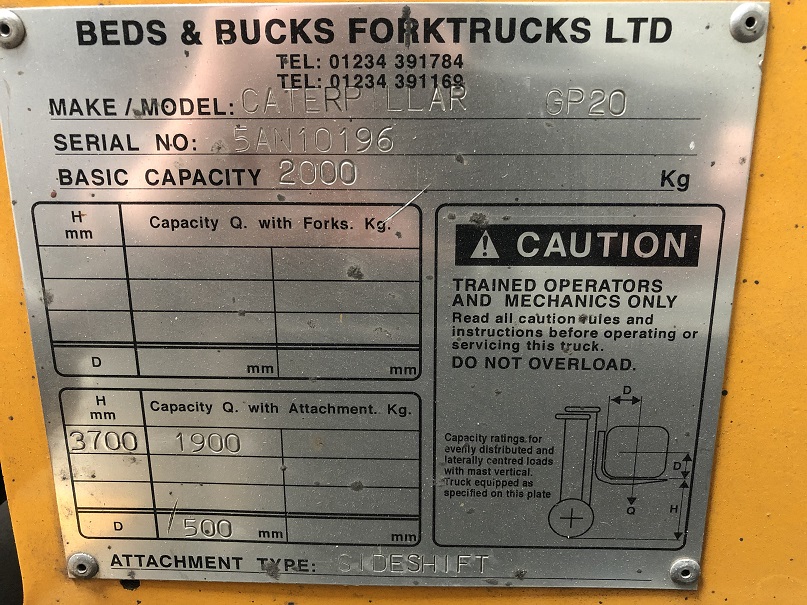 BEDS & BUCKS FORKTRUCKS LTD
TEL: 01234 391784
TEL: 01234 391169
MAKE / MODEL: CATERPILLAR GP20
SERIAL NO: 5AN10196
BASIC CAPACITY 2000 Kg
H mm Capacity Q. with Forks. Kg.
D mm mm
H mm Capacity Q. with Attachment. Kg.
3700 1900
D 500 mm mm
ATTACHMENT TYPE: SIDESHIFT
CAUTION
TRAINED OPERATORS
AND MECHANICS ONLY
Read all caution rules and
instructions before operating or
servicing this truck.
DO NOT OVERLOAD.
Capacity ratings for
evenly distributed and
laterally centred loads
with mast vertical.
Truck equipped as
specified on this plate
D
D
Q
H